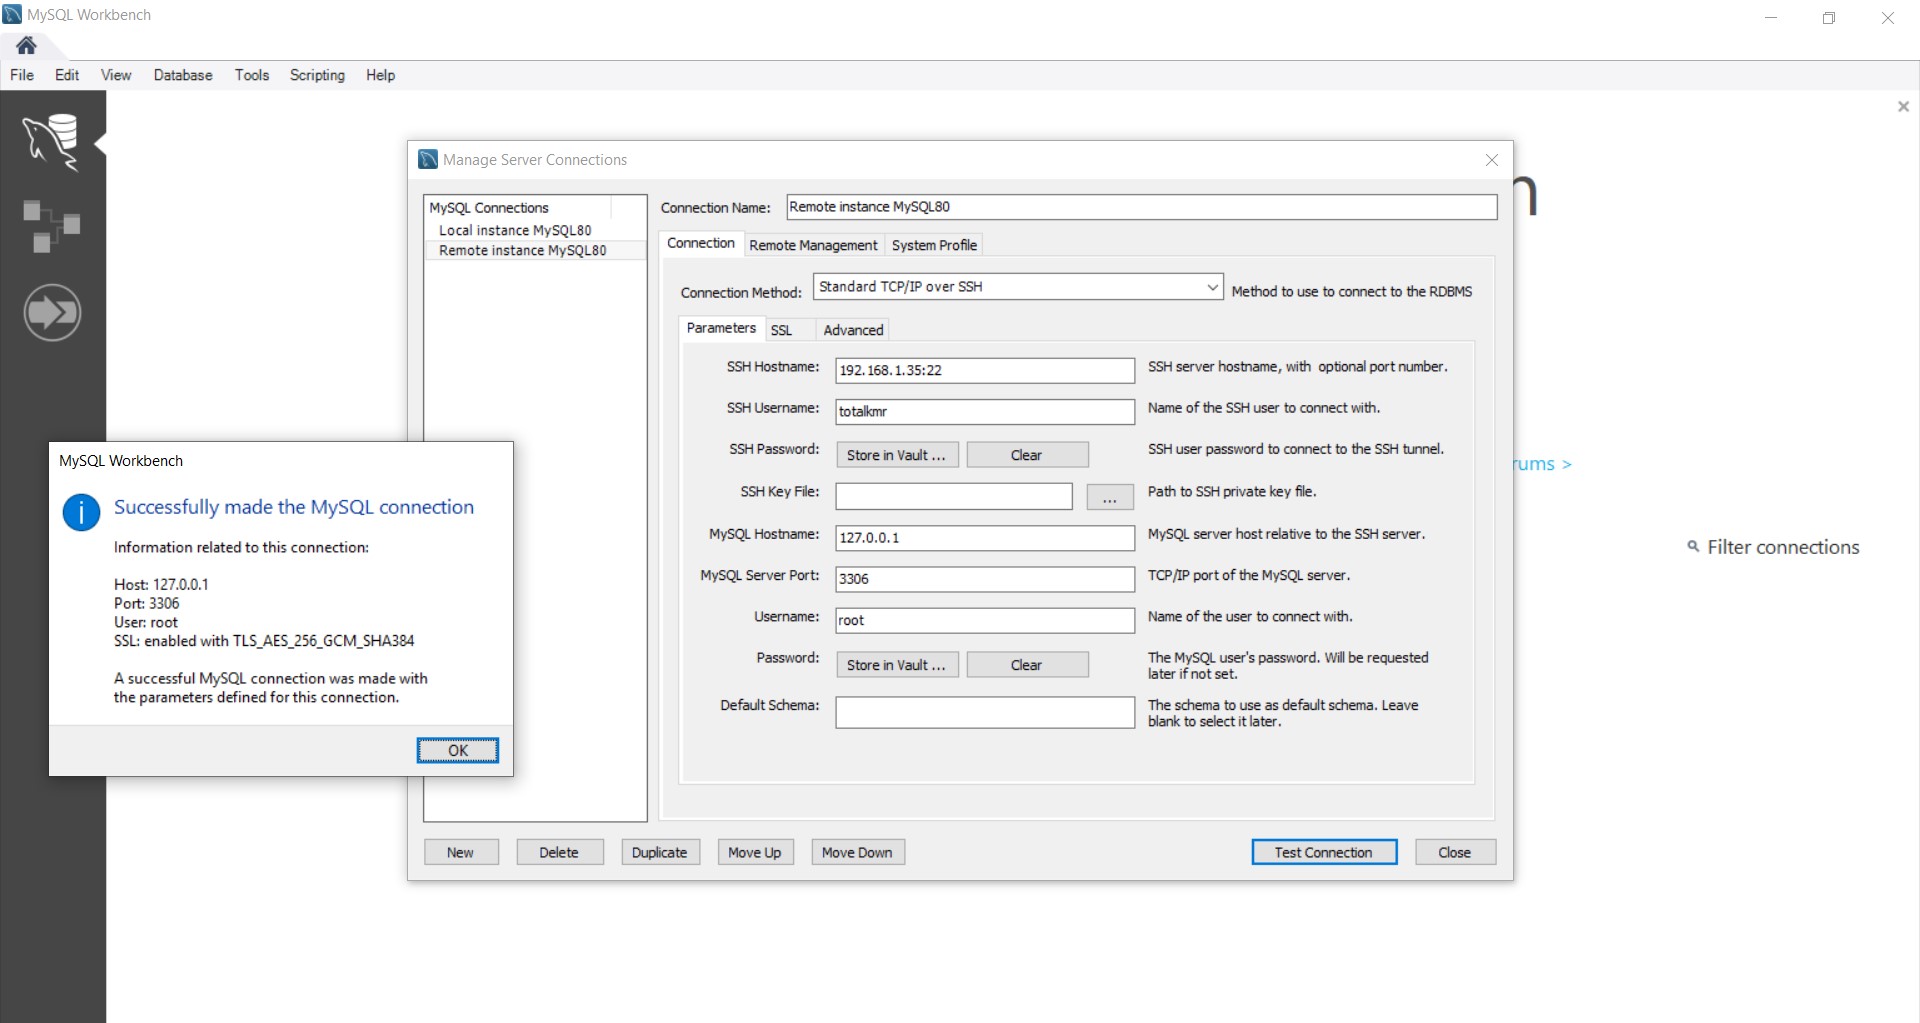 MySQL Workbench
File Edit View Database Tools Scripting Help
n
rums >
Filter connections
Manage Server Connections
MySQL Connections
Local instance MySQL80
Remote instance MySQL80
Connection Name: Remote instance MySQL80
Connection Remote Management System Profile
Connection Method: Standard TCP/IP over SSH Method to use to connect to the RDBMS
Parameters SSL Advanced
SSH Hostname: 192.168.1.35:22 SSH server hostname, with optional port number.
SSH Username: totalkmr Name of the SSH user to connect with.
SSH Password: Store in Vault ... Clear SSH user password to connect to the SSH tunnel.
SSH Key File: ... Path to SSH private key file.
MySQL Hostname: 127.0.0.1 MySQL server host relative to the SSH server.
MySQL Server Port: 3306 TCP/IP port of the MySQL server.
Username: root Name of the user to connect with.
Password: Store in Vault ... Clear The MySQL user's password. Will be requested
later if not set.
Default Schema: The schema to use as default schema. Leave
blank to select it later.
New Delete Duplicate Move Up Move Down Test Connection Close
MySQL Workbench
Successfully made the MySQL connection
Information related to this connection:
Host: 127.0.0.1
Port: 3306
User: root
SSL: enabled with TLS_AES_256_GCM_SHA384
A successful MySQL connection was made with
the parameters defined for this connection.
OK